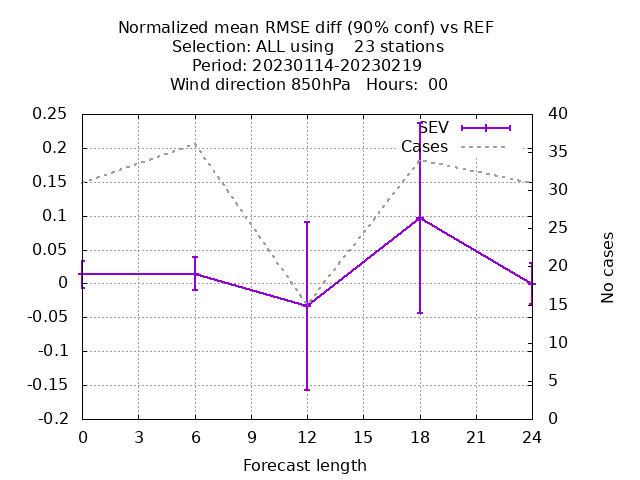 Normalized mean RMSE diff (90% conf) vs REF
Selection: ALL using    23 stations
Period: 20230114-20230219
Wind direction 850hPa   Hours:  00
SEV
Cases
0.25
0.2
0.15
0.1
0.05
0
-0.05
-0.1
-0.15
-0.2
40
35
30
25
20
15
10
5
0
No cases
0 3 6 9 12 15 18 21 24
Forecast length